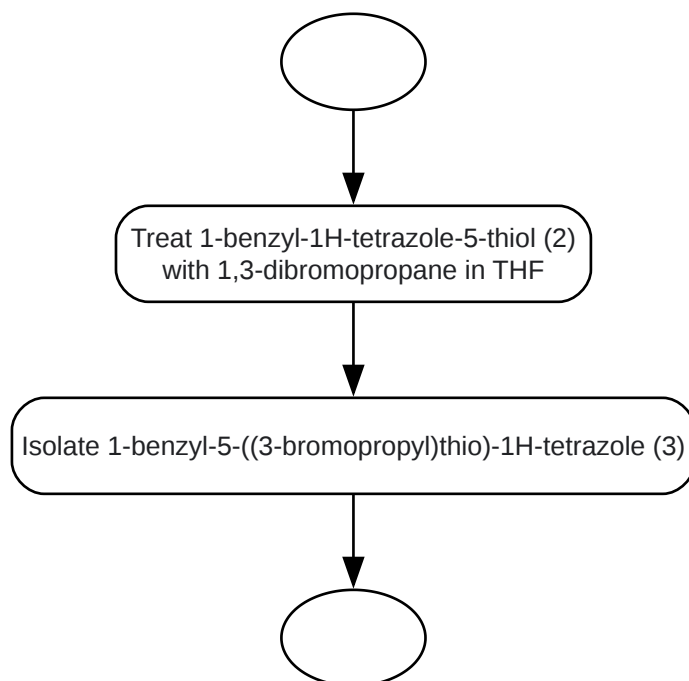 Treat 1-benzyl-1H-tetrazole-5-thiol (2)
with 1,3-dibromopropane in THF
Isolate 1-benzyl-5-((3-bromopropyl)thio)-1H-tetrazole (3)